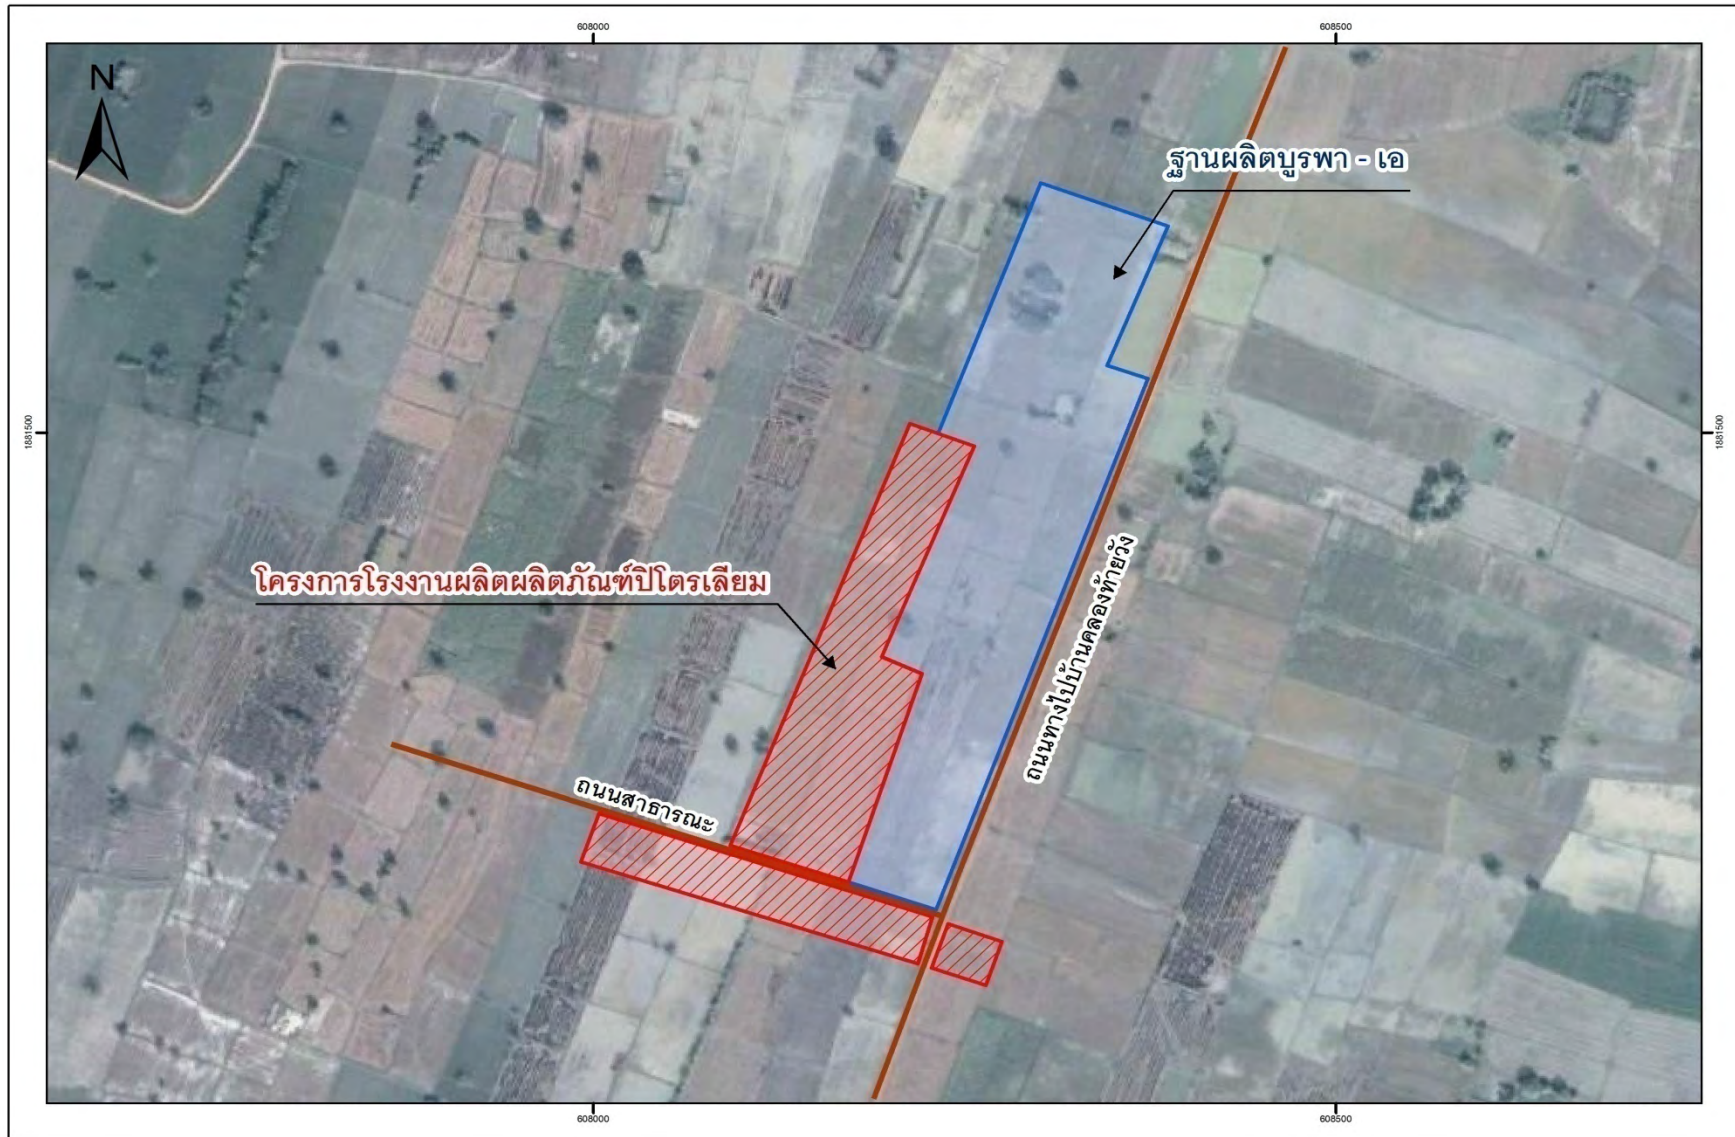 608000
608500
N
ฐานผลิตบูรพา - เอ
1881500
1881500
โครงการโรงงานผลิตผลิตภัณฑ์ปิโตรเลียม
ถนนทางไปบ้านคลองท้ายวัง
ถนนสาธารณะ
608000
608500